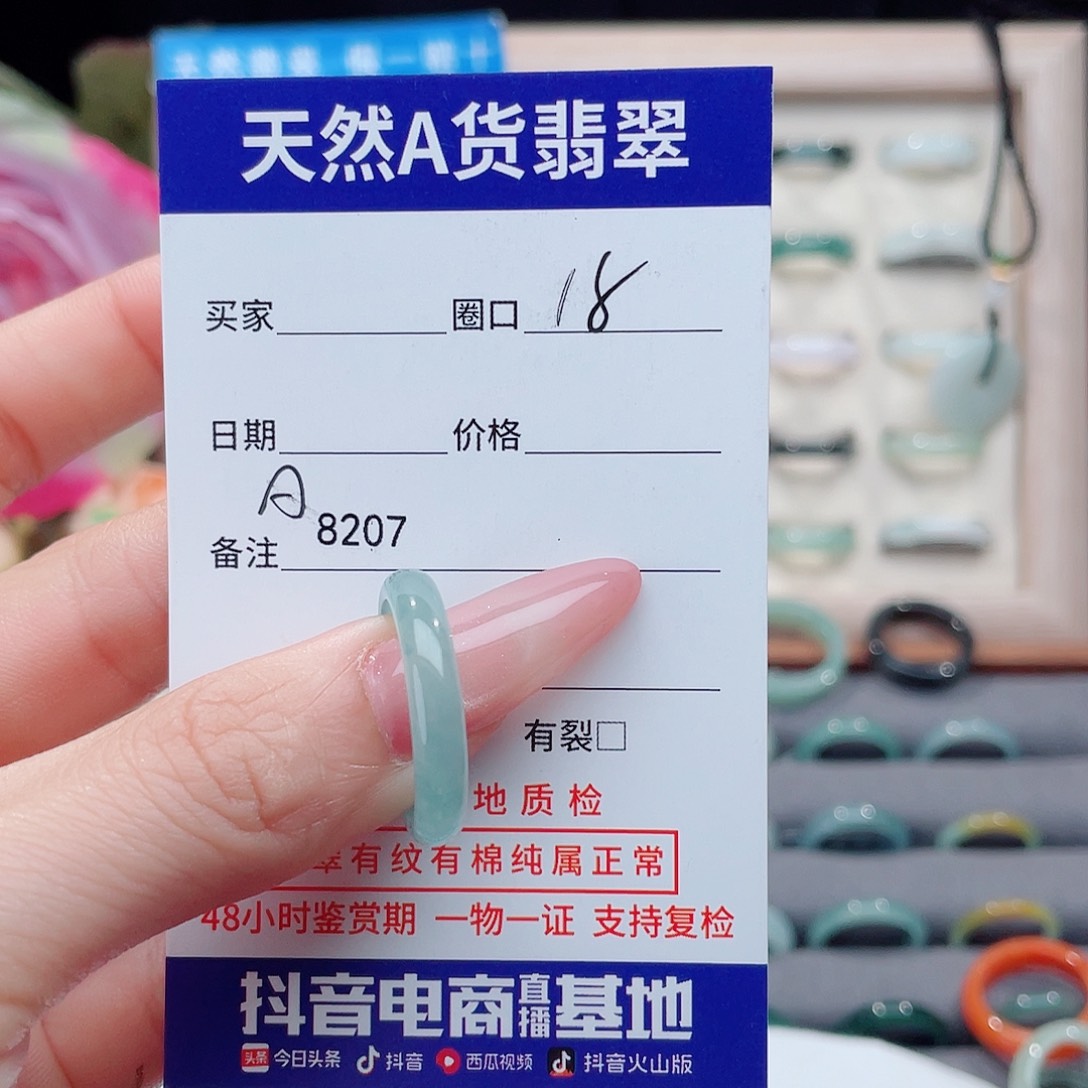 天然A货翡翠
买家 圈口 18
日期 价格
A 8207
备注
有裂□
地质检
有纹有棉纯属正常
48小时鉴赏期 一物一证 支持复检
抖音电商直播基地
头条 今日头条 抖音 西瓜视频 抖音火山版